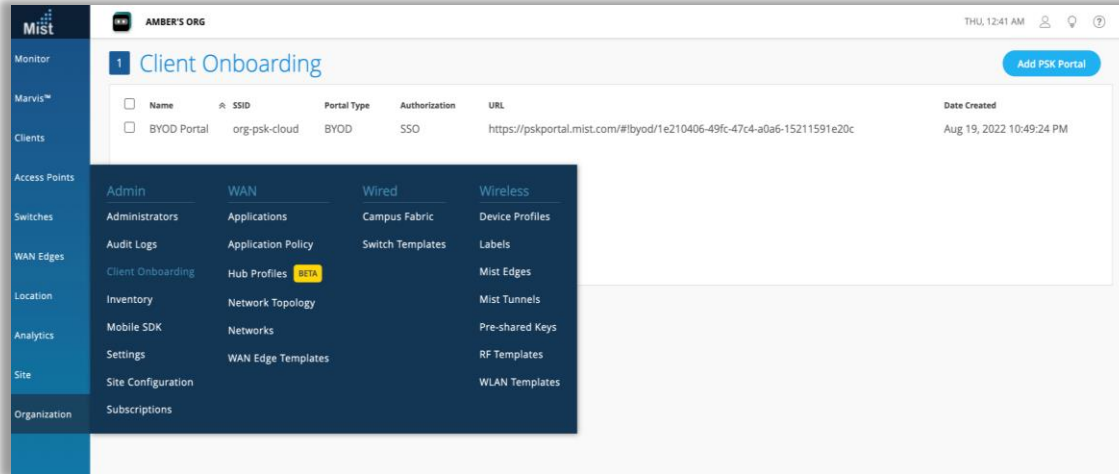 Mist
AMBER'S ORG
THU, 12:41 AM
Monitor
Marvis™
Clients
Access Points
Switches
WAN Edges
Location
Analytics
Site
Organization
1 Client Onboarding
Add PSK Portal
Name SSID Portal Type Authorization URL Date Created
BYOD Portal org-psk-cloud BYOD SSO https://pskportal.mist.com/#!byod/1e210406-49fc-47c4-a0a6-15211591e20c Aug 19, 2022 10:49:24 PM
Admin
Administrators
Audit Logs
Client Onboarding
Inventory
Mobile SDK
Settings
Site Configuration
Subscriptions
WAN
Applications
Application Policy
Hub Profiles BETA
Network Topology
Networks
WAN Edge Templates
Wired
Campus Fabric
Switch Templates
Wireless
Device Profiles
Labels
Mist Edges
Mist Tunnels
Pre-shared Keys
RF Templates
WLAN Templates